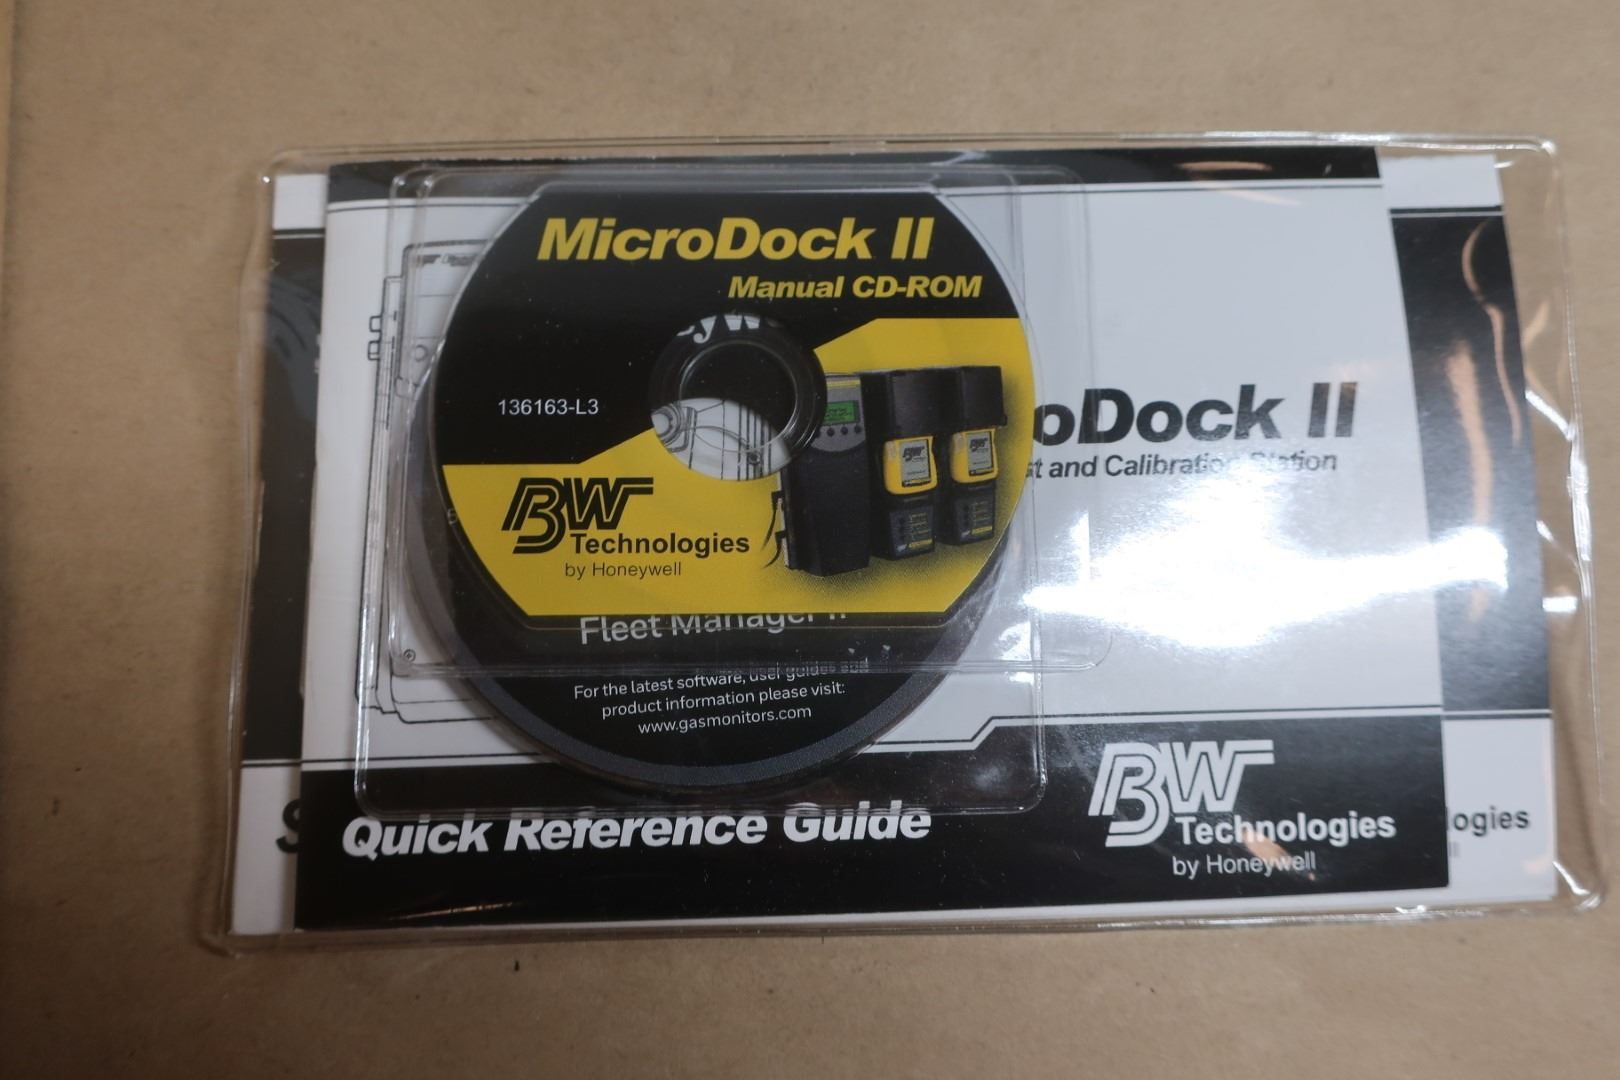 MicroDock II
Manual CD-ROM
136163-L3
BW
Technologies
by Honeywell
oDock II
st and Calibration Station
Fleet Manager II
For the latest software, user guides and
product information please visit:
www.gasmonitors.com
Quick Reference Guide
BW
Technologies
by Honeywell
logies